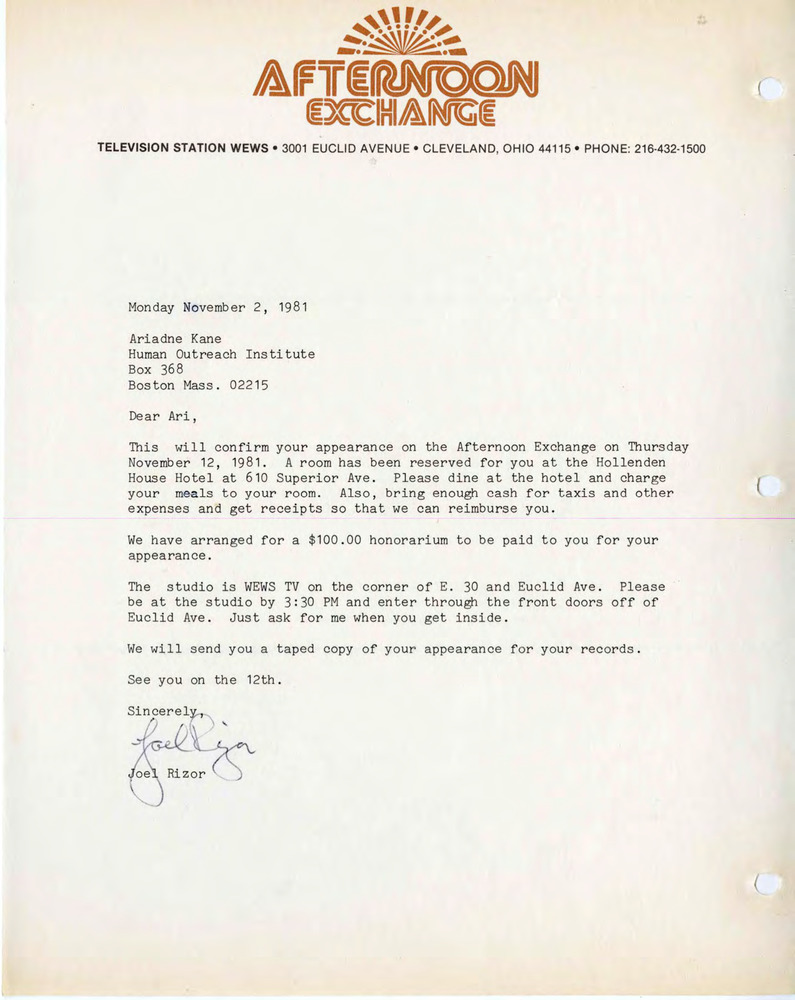 AFTERNOON
EXCHANGE
TELEVISION STATION WEWS • 3001 EUCLID AVENUE • CLEVELAND, OHIO 44115 • PHONE: 216-432-1500
Monday November 2, 1981
Ariadne Kane
Human Outreach Institute
Box 368
Boston Mass. 02215
Dear Ari,
This will confirm your appearance on the Afternoon Exchange on Thursday
November 12, 1981. A room has been reserved for you at the Hollenden
House Hotel at 610 Superior Ave. Please dine at the hotel and charge
your meals to your room. Also, bring enough cash for taxis and other
expenses and get receipts so that we can reimburse you.
We have arranged for a $100.00 honorarium to be paid to you for your
appearance.
The studio is WEWS TV on the corner of E. 30 and Euclid Ave. Please
be at the studio by 3:30 PM and enter through the front doors off of
Euclid Ave. Just ask for me when you get inside.
We will send you a taped copy of your appearance for your records.
See you on the 12th.
Sincerely,
Joel Rizor
Joel Rizor